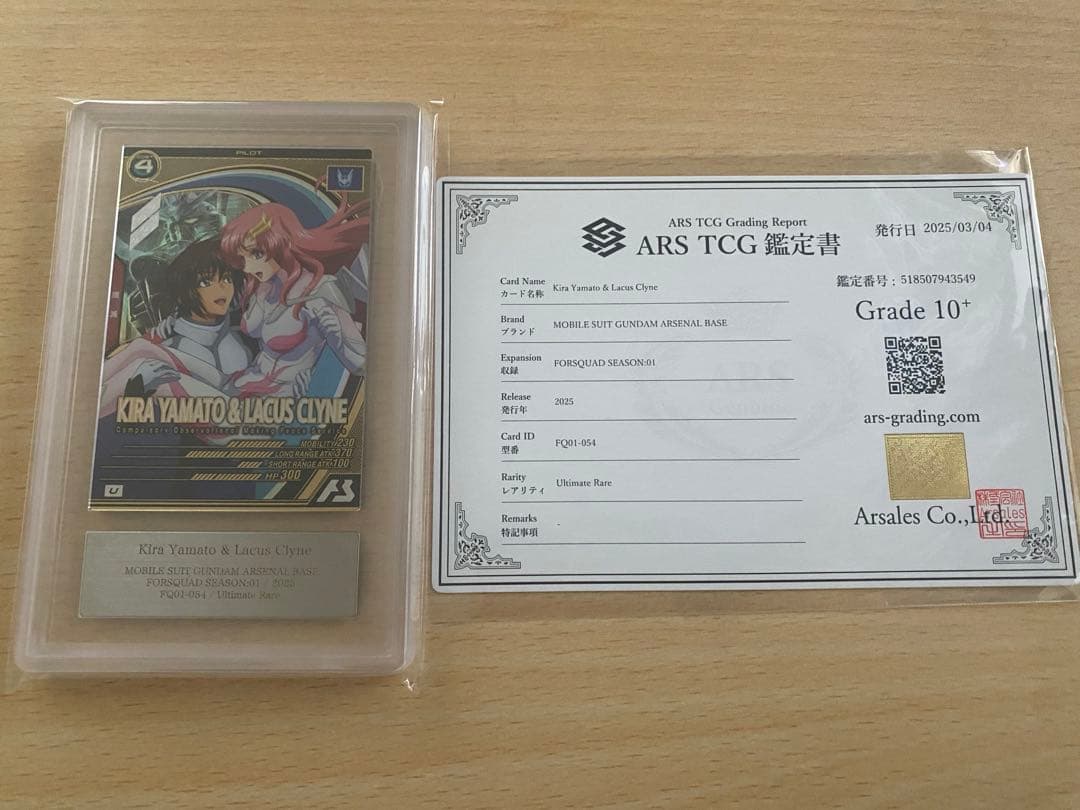 PILOT
4
KIRA YAMATO & LACUS CLYNE
Compulsory Observational Making Peace Service
MOBILITY 230
LONG RANGE ATK 370
SHORT RANGE ATK 100
HP 300
U
AS
Kira Yamato & Lacus Clyne
MOBILE SUIT GUNDAM ARSENAL BASE
FORSQUAD SEASON:01 / 2025
FQ01-054 / Ultimate Rare
ARS TCG Grading Report
ARS TCG 鑑定書
発行日 2025/03/04
鑑定番号 : 518507943549
Grade 10+
ars-grading.com
Arsales Co.,Ltd.
Card Name
カード名称 Kira Yamato & Lacus Clyne
Brand
ブランド MOBILE SUIT GUNDAM ARSENAL BASE
Expansion
収録 FORSQUAD SEASON:01
Release
発行年 2025
Card ID
型番 FQ01-054
Rarity
レアリティ Ultimate Rare
Remarks
特記事項 -